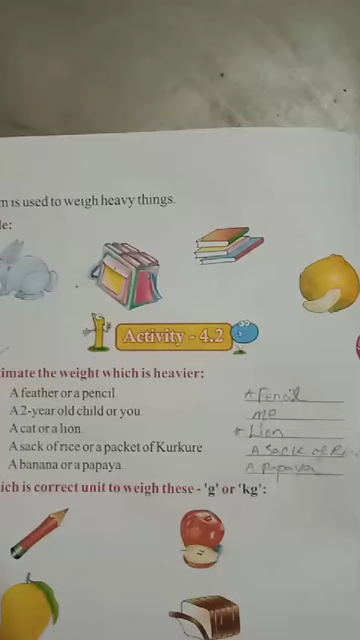 m is used to weigh heavy things.
le:
Activity - 4.2
timate the weight which is heavier:
A feather or a pencil A Pencil
A 2-year old child or you. me
A cat or a lion. A Lion
A sack of rice or a packet of Kurkure. A Sack of Ri
A banana or a papaya. A papaya
ich is correct unit to weigh these - 'g' or 'kg':